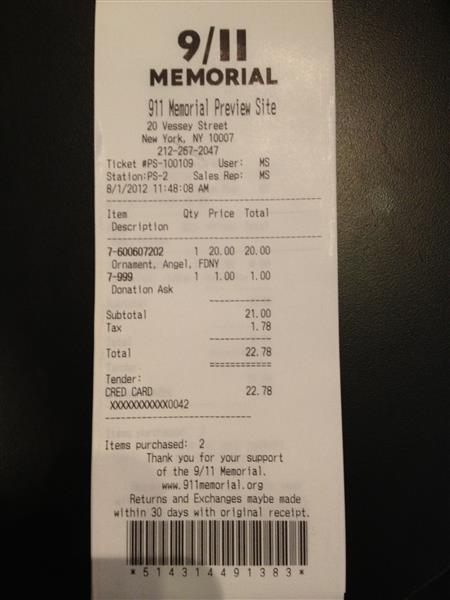 9/11
MEMORIAL
911 Memorial Preview Site
20 Vessey Street
New York, NY 10007
212-267-2047
Ticket #PS-100109 User: MS
Station:PS-2 Sales Rep: MS
8/1/2012 11:48:08 AM
Item Qty Price Total
Description
7-600607202 1 20.00 20.00
Ornament, Angel, FDNY
7-999 1 1.00 1.00
Donation Ask
Subtotal 21.00
Tax 1.78
Total 22.78
Tender:
CRED CARD 22.78
XXXXXXXXXXXX0042
Items purchased: 2
Thank you for your support
of the 9/11 Memorial.
www.911memorial.org
Returns and Exchanges maybe made
within 30 days with original receipt.
*514314491383*